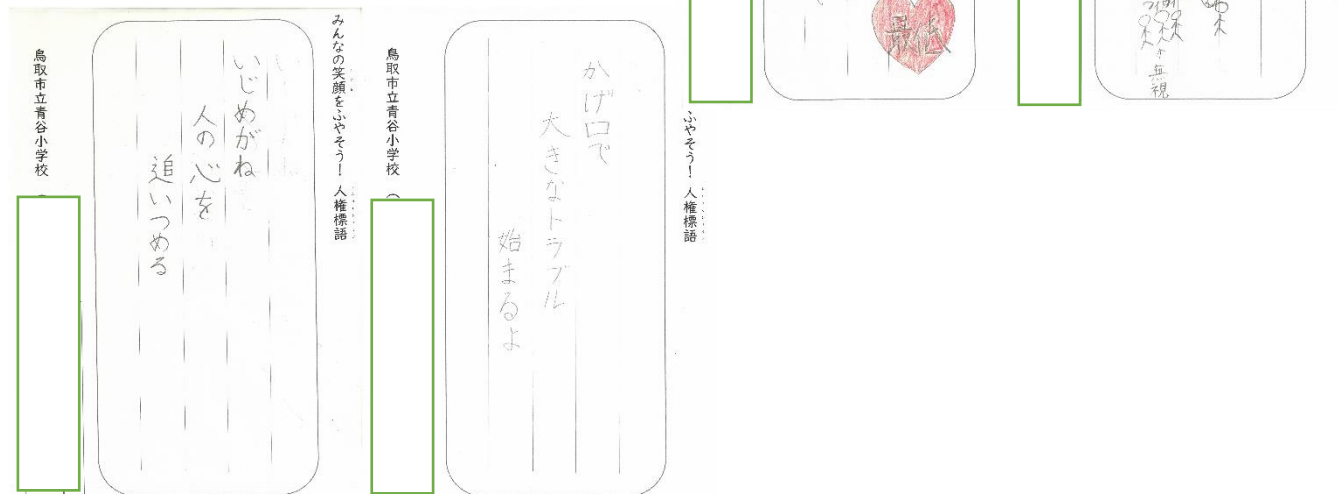 最低
無視
ふやそう！ 人権標語
かげ口で
大きなトラブル
始まるよ
鳥取市立青谷小学校
みんなの笑顔をふやそう！ 人権標語
いじめがね
人の心を
追いつめる
鳥取市立青谷小学校